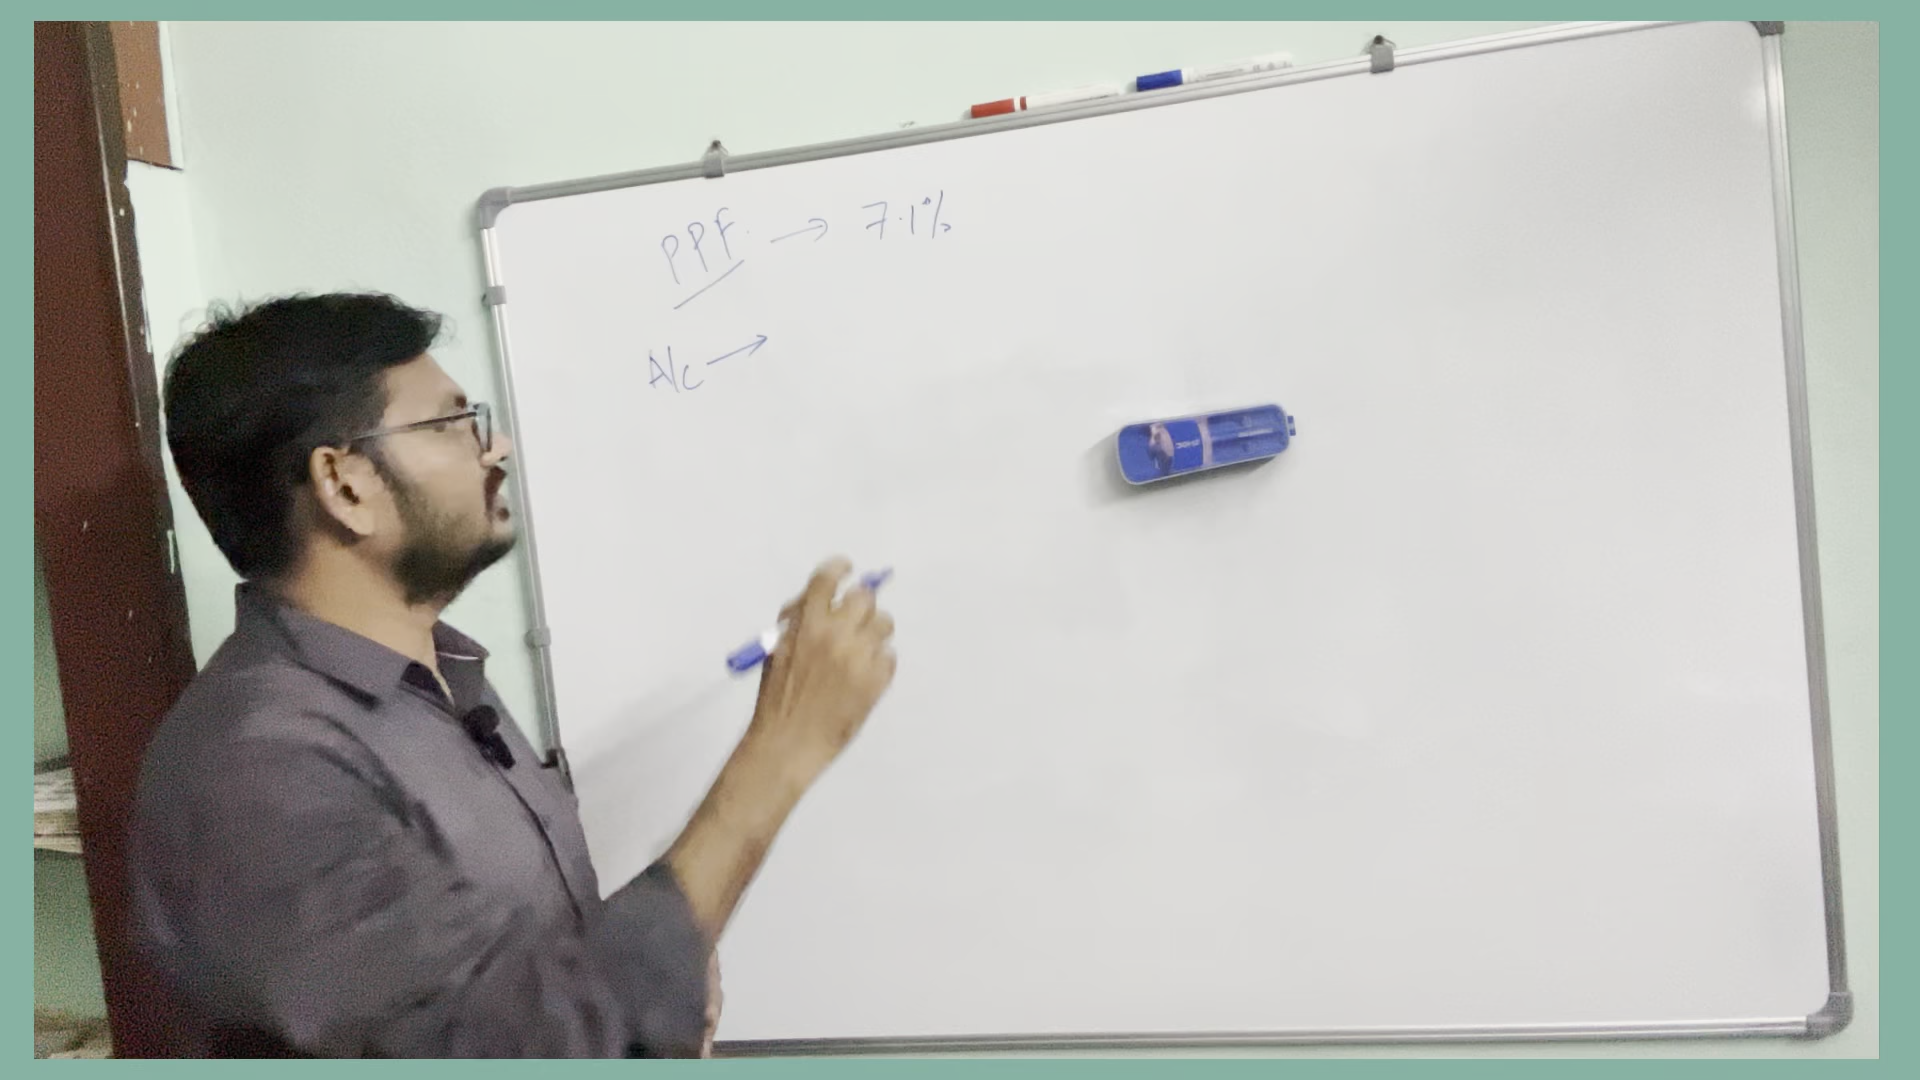 PPF. → 7.1%
A/c →